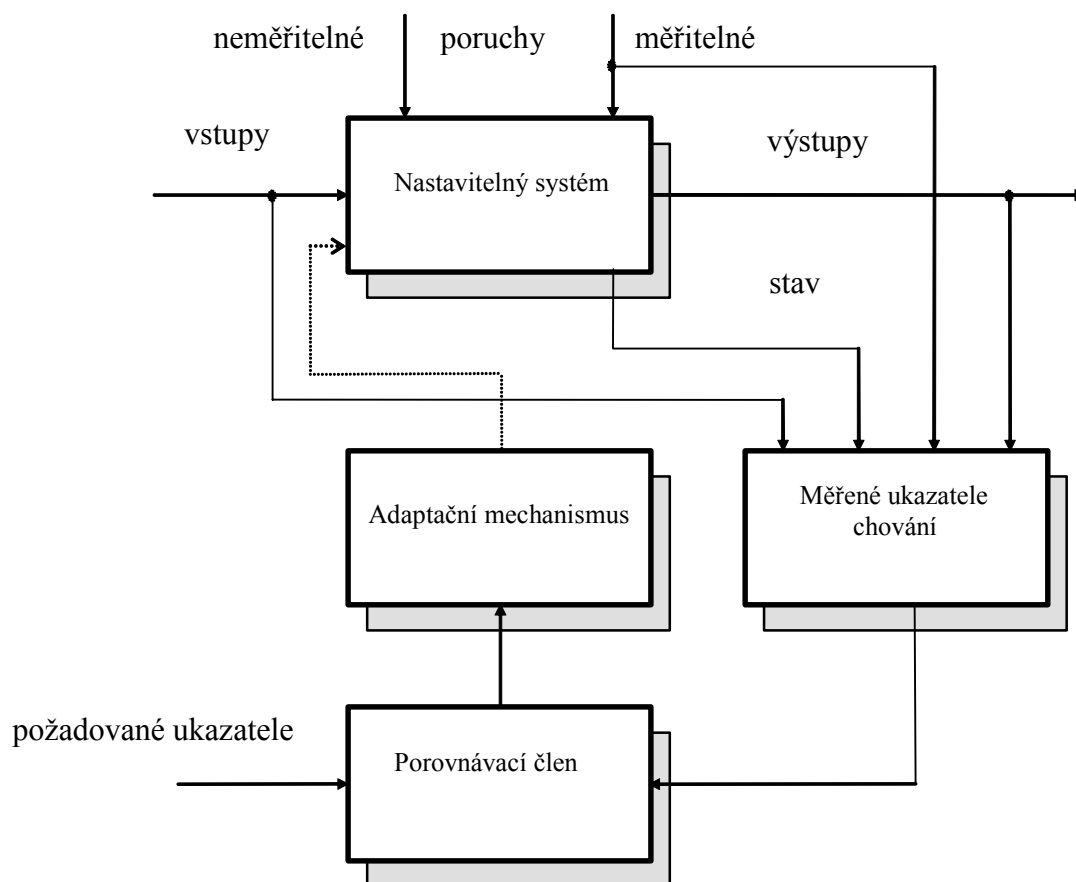 neměřitelné poruchy měřitelné
vstupy
výstupy
Nastavitelný systém
stav
Adaptační mechanismus
Měřené ukazatele
chování
požadované ukazatele
Porovnávací člen